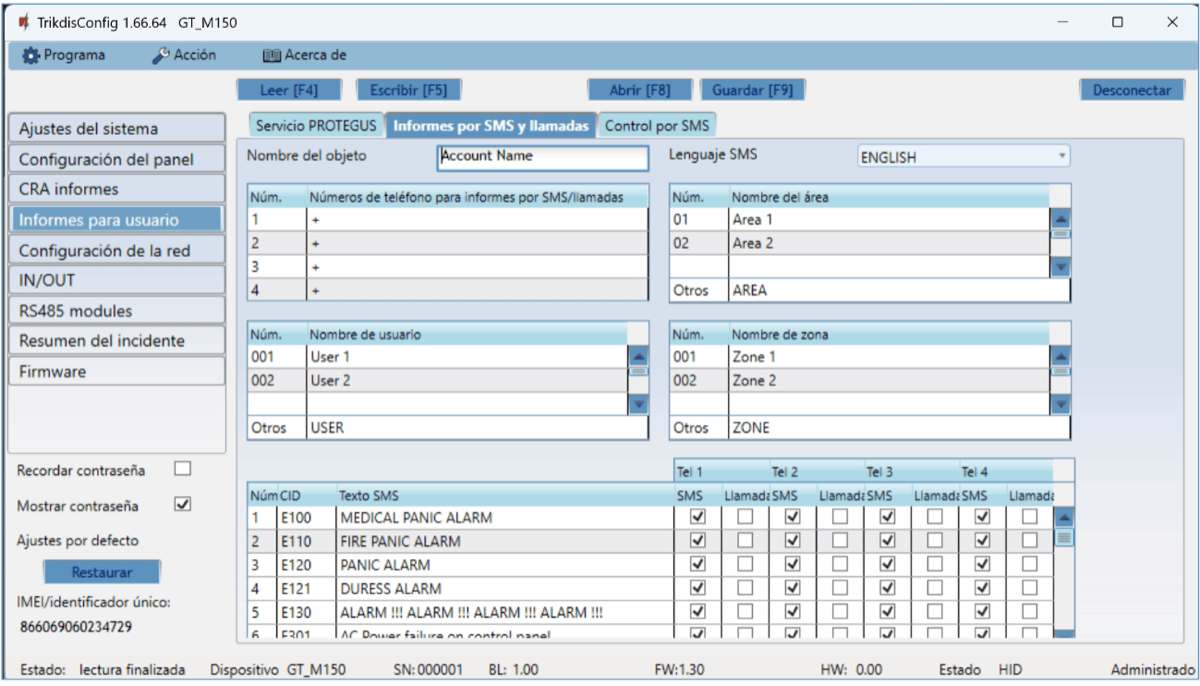 TrikdisConfig 1.66.64 GT_M150
Programa Acción Acerca de
Leer [F4] Escribir [F5] Abrir [F8] Guardar [F9] Desconectar
Ajustes del sistema
Configuración del panel
CRA informes
Informes para usuario
Configuración de la red
IN/OUT
RS485 modules
Resumen del incidente
Firmware
Recordar contraseña
Mostrar contraseña
Ajustes por defecto
Restaurar
IMEI/identificador único:
866069060234729
Servicio PROTEGUS Informes por SMS y llamadas Control por SMS
Nombre del objeto Account Name Lenguaje SMS ENGLISH
Núm. Números de teléfono para informes por SMS/llamadas
1 +
2 +
3 +
4 +
Núm. Nombre del área
01 Area 1
02 Area 2
Otros AREA
Núm. Nombre de usuario
001 User 1
002 User 2
Otros USER
Núm. Nombre de zona
001 Zone 1
002 Zone 2
Otros ZONE
Tel 1 Tel 2 Tel 3 Tel 4
Núm CID Texto SMS SMS Llamada SMS Llamada SMS Llamada SMS Llamada
1 E100 MEDICAL PANIC ALARM
2 E110 FIRE PANIC ALARM
3 E120 PANIC ALARM
4 E121 DURESS ALARM
5 E130 ALARM !!! ALARM !!! ALARM !!! ALARM !!!
6 E301 AC Power failure on control panel
Estado: lectura finalizada Dispositivo GT_M150 SN: 000001 BL: 1.00 FW:1.30 HW: 0.00 Estado HID Administrado